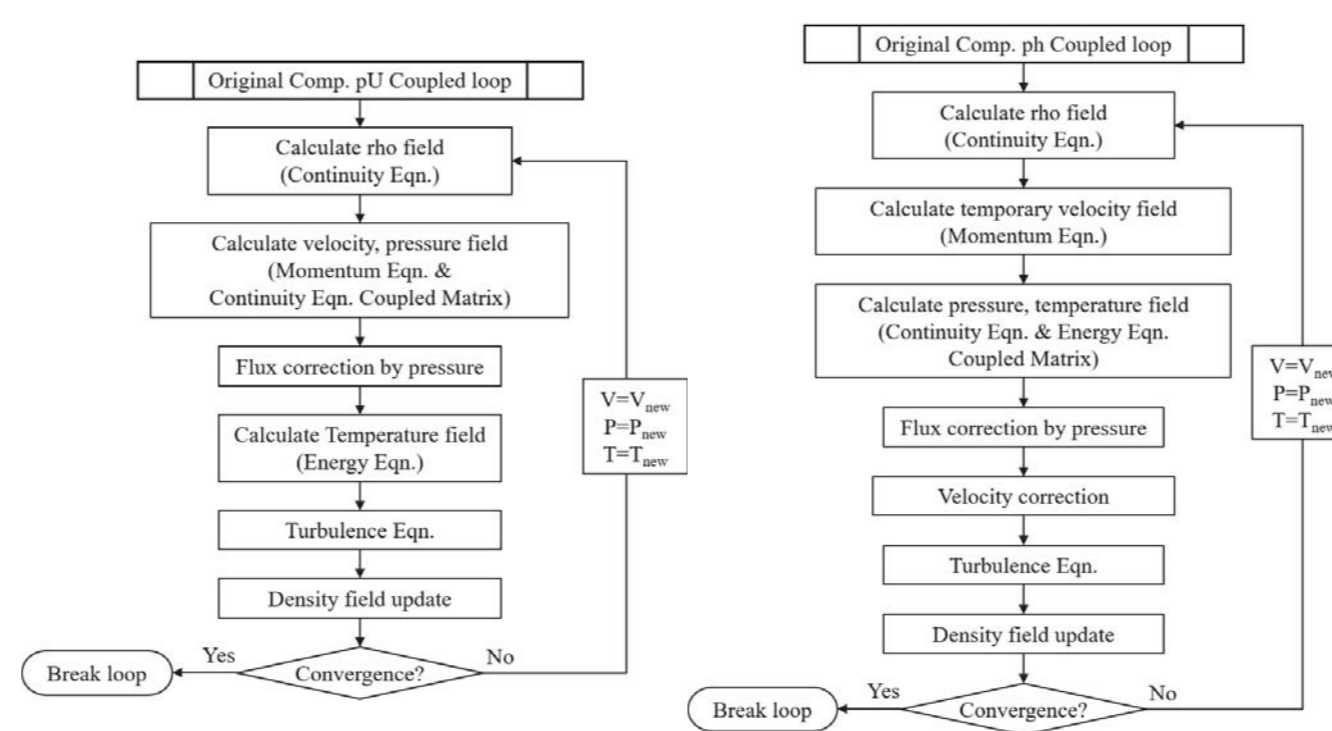 Original Comp. pU Coupled loop
Calculate rho field
(Continuity Eqn.)
Calculate velocity, pressure field
(Momentum Eqn. &
Continuity Eqn. Coupled Matrix)
Flux correction by pressure
Calculate Temperature field
(Energy Eqn.)
Turbulence Eqn.
Density field update
Convergence?
Yes
No
Break loop
V=Vnew
P=Pnew
T=Tnew
Original Comp. ph Coupled loop
Calculate rho field
(Continuity Eqn.)
Calculate temporary velocity field
(Momentum Eqn.)
Calculate pressure, temperature field
(Continuity Eqn. & Energy Eqn.
Coupled Matrix)
Flux correction by pressure
Velocity correction
Turbulence Eqn.
Density field update
Convergence?
Yes
No
Break loop
V=Vnew
P=Pnew
T=Tnew